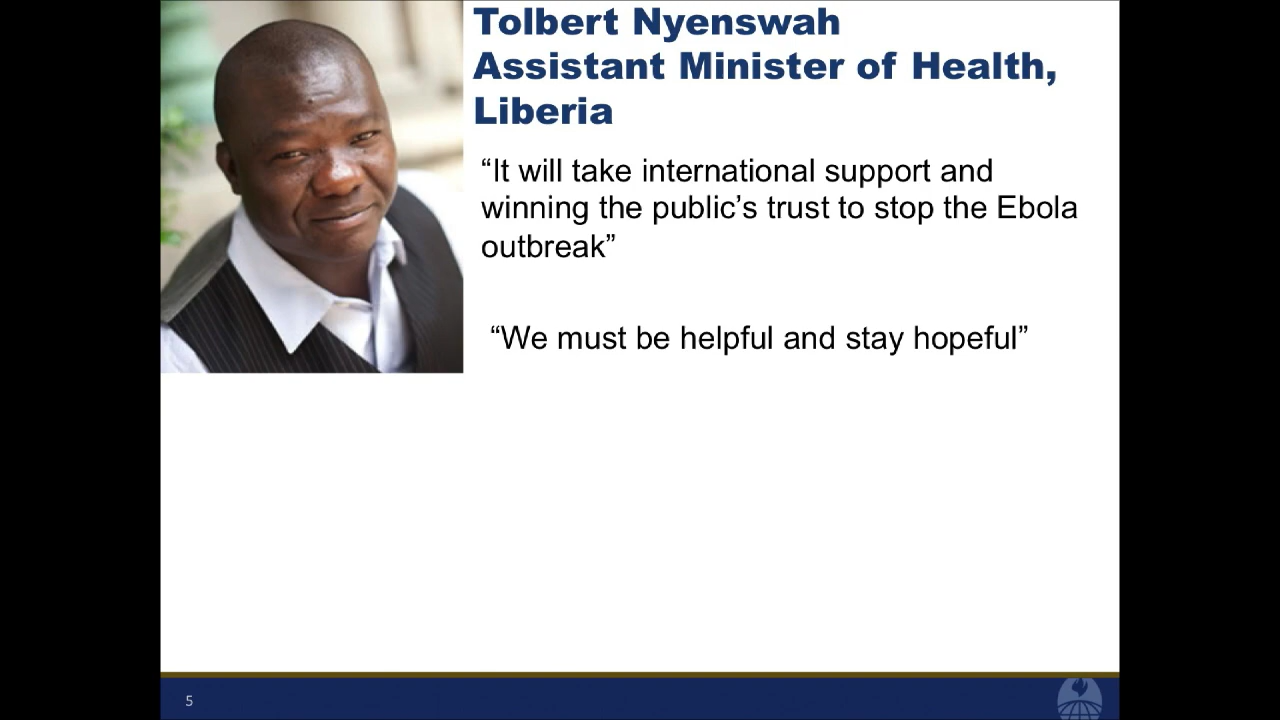 Tolbert Nyenswah
Assistant Minister of Health,
Liberia
“It will take international support and
winning the public’s trust to stop the Ebola
outbreak”
“We must be helpful and stay hopeful”
5